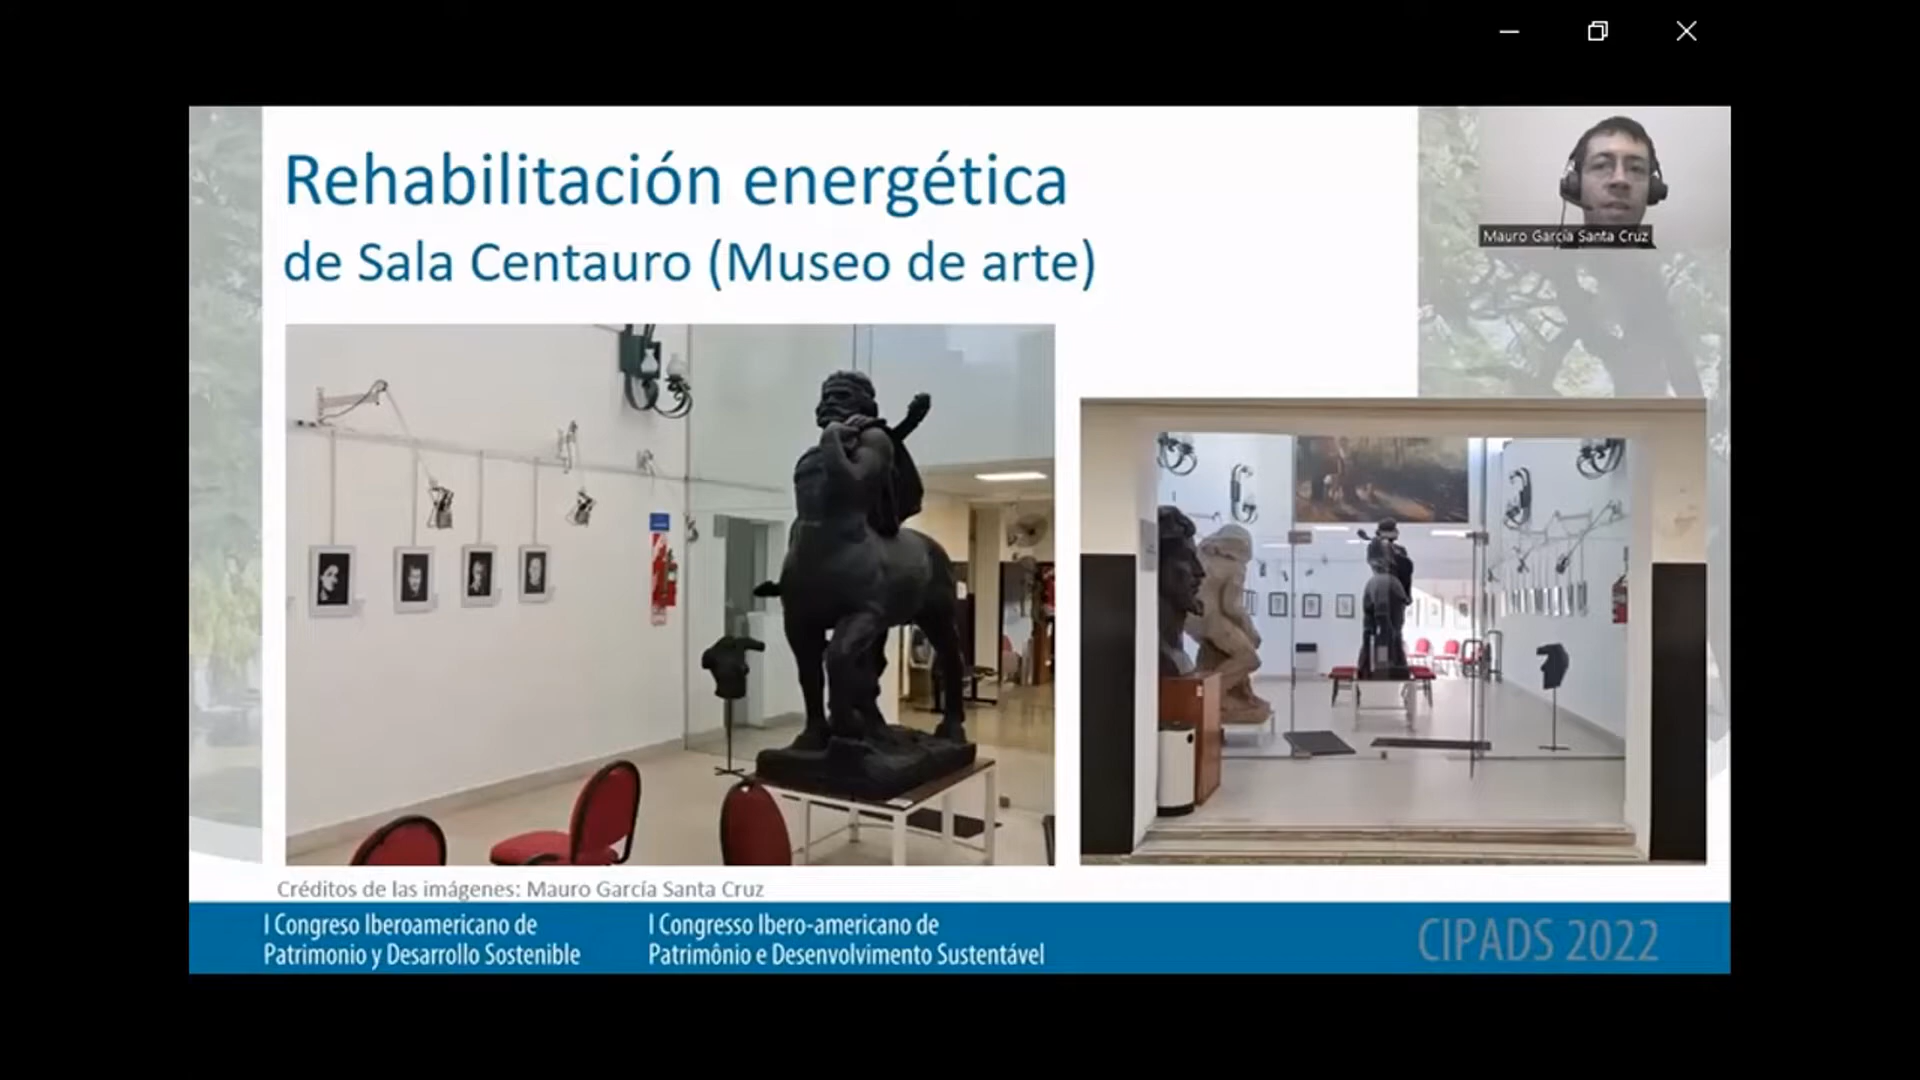 Rehabilitación energética
de Sala Centauro (Museo de arte)
Mauro García Santa Cruz
Créditos de las imágenes: Mauro García Santa Cruz
I Congreso Iberoamericano de
Patrimonio y Desarrollo Sostenible
I Congresso Ibero-americano de
Patrimônio e Desenvolvimento Sustentável
CIPADS 2022